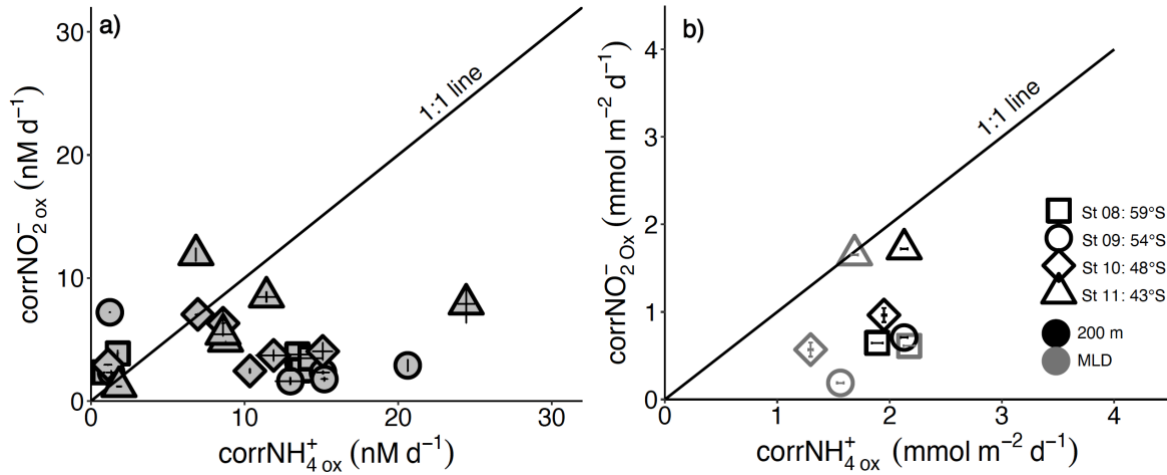 a)
30
20
10
0
corrNO₂⁻ ox (nM d⁻¹)
1:1 line
0 10 20 30
corrNH₄⁺ ox (nM d⁻¹)
b)
4
3
2
1
0
corrNO₂⁻ Ox (mmol m⁻² d⁻¹)
1:1 line
St 08: 59°S
St 09: 54°S
St 10: 48°S
St 11: 43°S
200 m
MLD
0 1 2 3 4
corrNH₄⁺ ox (mmol m⁻² d⁻¹)